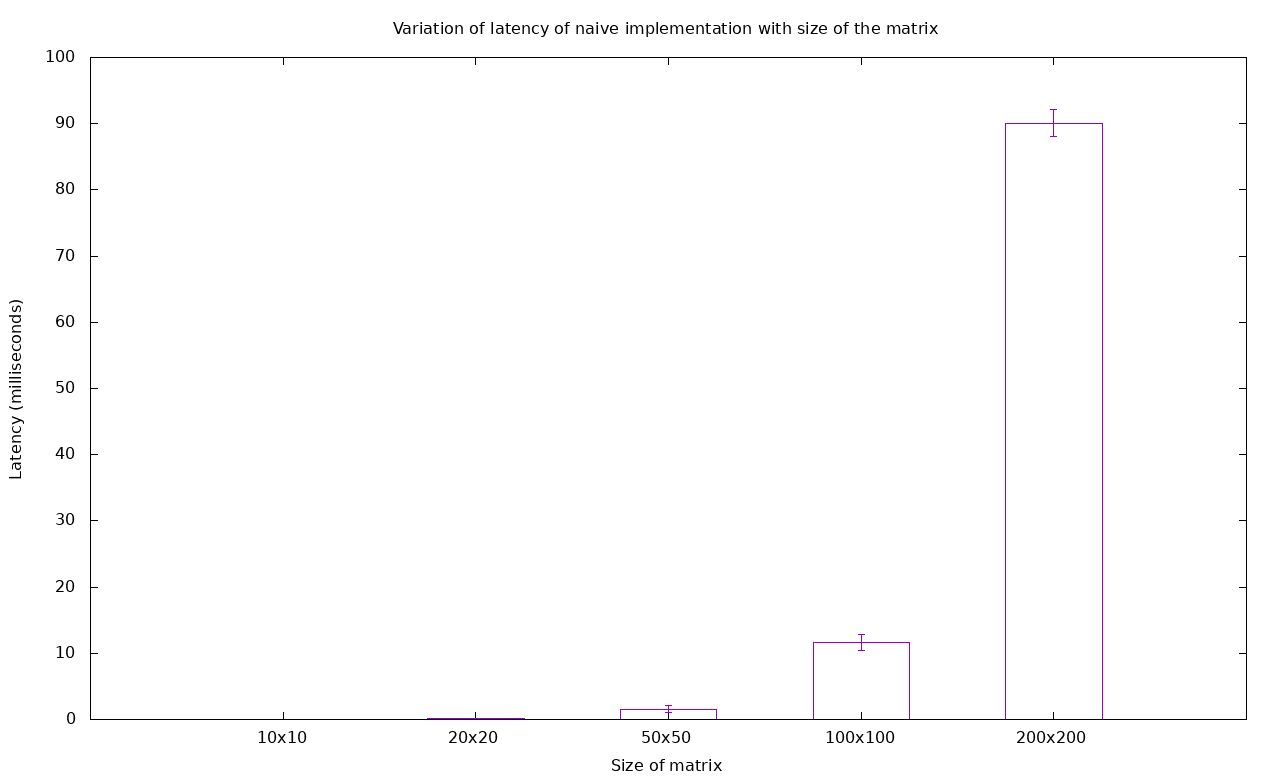 Variation of latency of naive implementation with size of the matrix
100
90
80
70
60
50
40
30
20
10
0
Latency (milliseconds)
10x10 20x20 50x50 100x100 200x200
Size of matrix